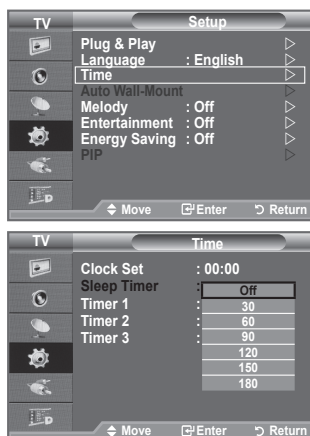 TV Setup
Plug & Play
Language : English
Time
Auto Wall-Mount
Melody : Off
Entertainment : Off
Energy Saving : Off
PIP
Move Enter Return
TV Time
Clock Set : 00:00
Sleep Timer : Off
Timer 1 : 30
Timer 2 : 60
Timer 3 : 90
120
150
180
Move Enter Return